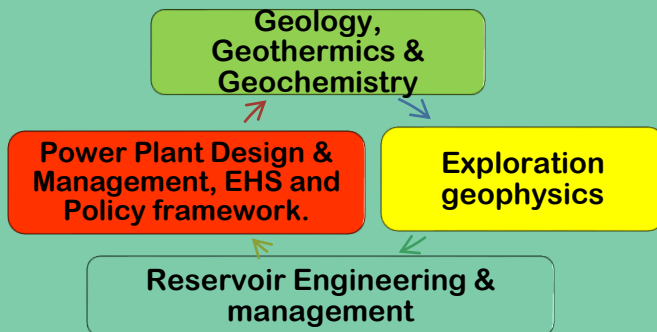 Geology,
Geothermics &
Geochemistry
Power Plant Design &
Management, EHS and
Policy framework.
Exploration
geophysics
Reservoir Engineering &
management